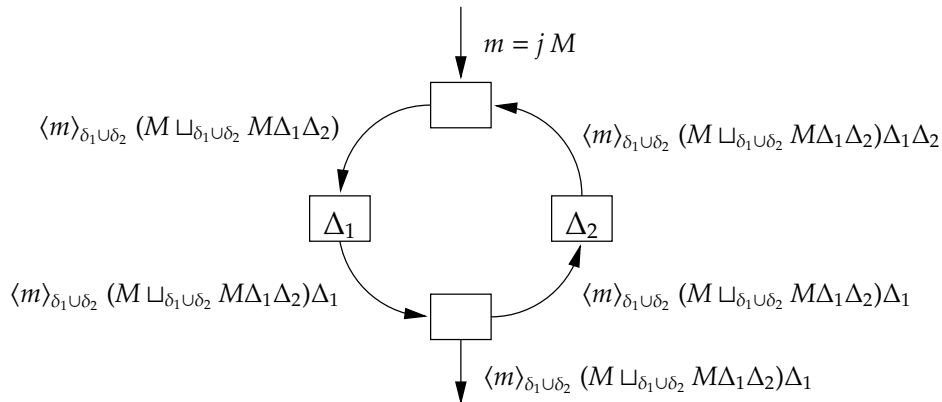 m = j M
⟨m⟩δ₁∪δ₂ (M ⊔δ₁∪δ₂ MΔ₁Δ₂)
⟨m⟩δ₁∪δ₂ (M ⊔δ₁∪δ₂ MΔ₁Δ₂)Δ₁Δ₂
Δ₁
Δ₂
⟨m⟩δ₁∪δ₂ (M ⊔δ₁∪δ₂ MΔ₁Δ₂)Δ₁
⟨m⟩δ₁∪δ₂ (M ⊔δ₁∪δ₂ MΔ₁Δ₂)Δ₁
⟨m⟩δ₁∪δ₂ (M ⊔δ₁∪δ₂ MΔ₁Δ₂)Δ₁